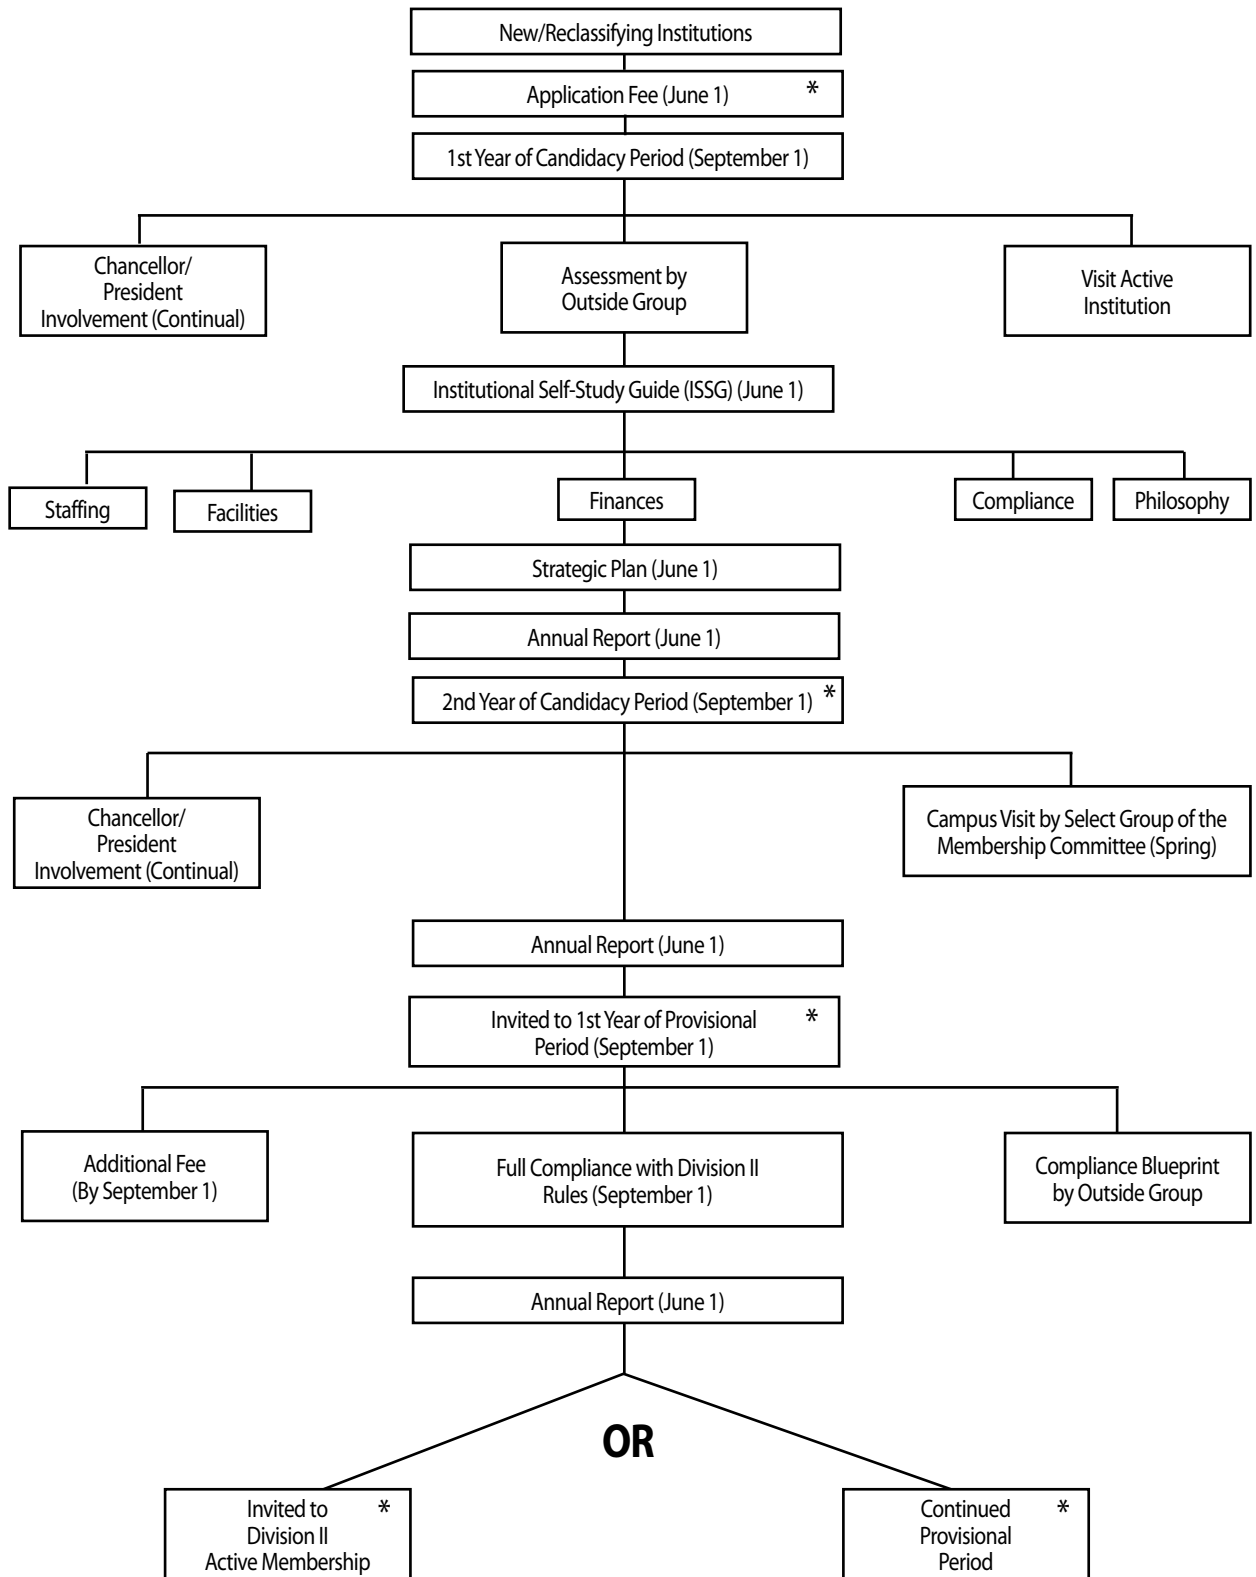 New/Reclassifying Institutions
Application Fee (June 1) *
1st Year of Candidacy Period (September 1)
Chancellor/
President
Involvement (Continual)
Assessment by
Outside Group
Visit Active
Institution
Institutional Self-Study Guide (ISSG) (June 1)
Staffing
Facilities
Finances
Compliance
Philosophy
Strategic Plan (June 1)
Annual Report (June 1)
2nd Year of Candidacy Period (September 1) *
Chancellor/
President
Involvement (Continual)
Campus Visit by Select Group of the
Membership Committee (Spring)
Annual Report (June 1)
Invited to 1st Year of Provisional *
Period (September 1)
Additional Fee
(By September 1)
Full Compliance with Division II
Rules (September 1)
Compliance Blueprint
by Outside Group
Annual Report (June 1)
OR
Invited to *
Division II
Active Membership
Continued *
Provisional
Period